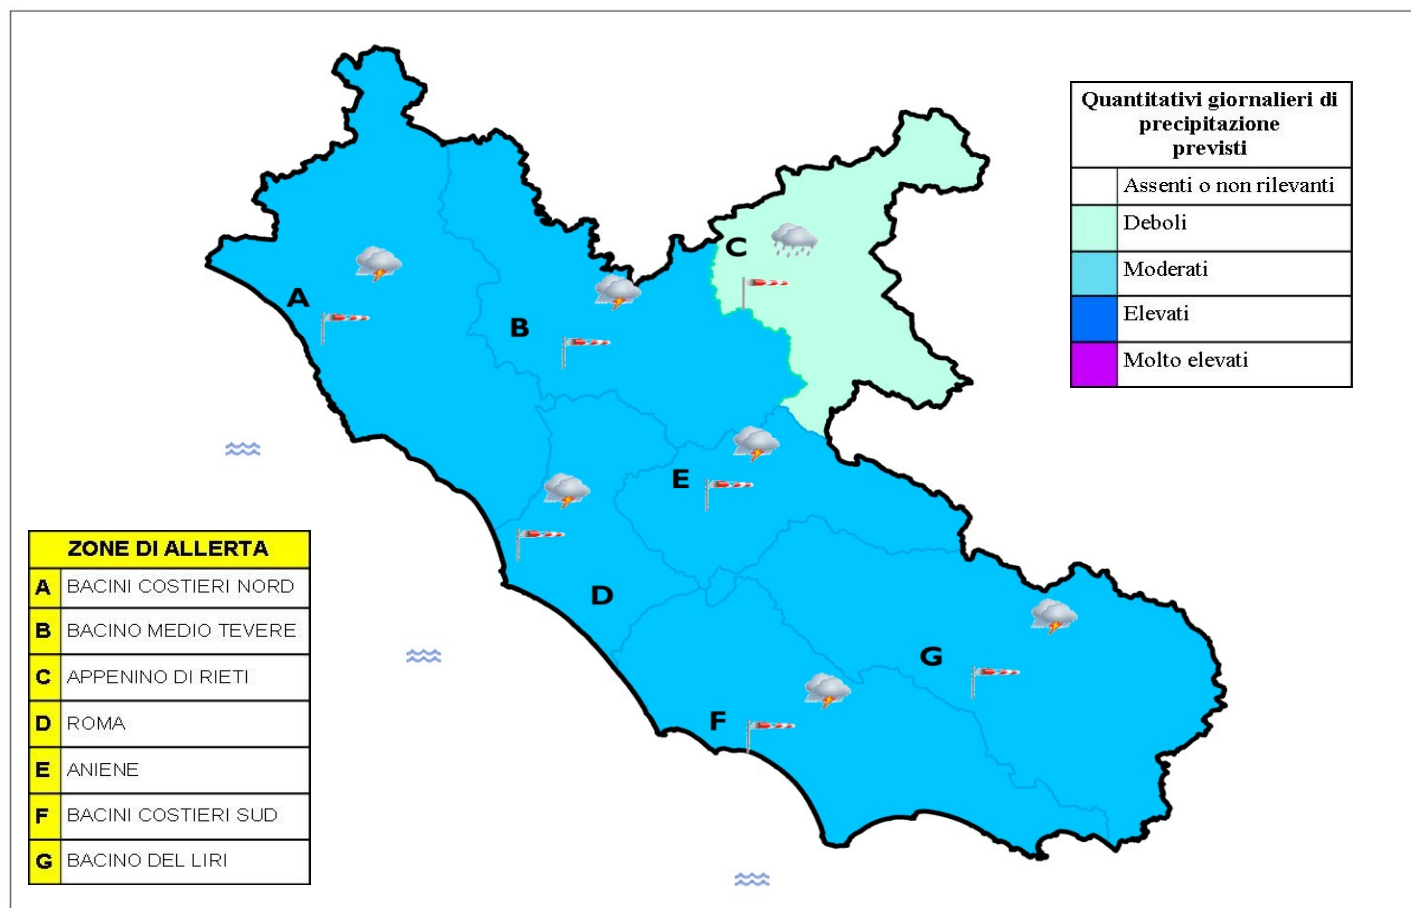 Quantitativi giornalieri di
precipitazione
previsti
Assenti o non rilevanti
Deboli
Moderati
Elevati
Molto elevati
C
A
B
E
D
G
F
ZONE DI ALLERTA
A BACINI COSTIERI NORD
B BACINO MEDIO TEVERE
C APPENINO DI RIETI
D ROMA
E ANIENE
F BACINI COSTIERI SUD
G BACINO DEL LIRI